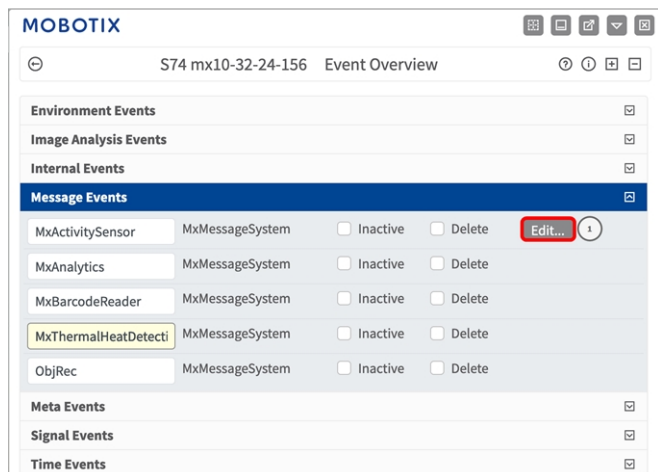 MOBOTIX
S74 mx10-32-24-156 Event Overview
Environment Events
Image Analysis Events
Internal Events
Message Events
MxActivitySensor MxMessageSystem Inactive Delete Edit... 1
MxAnalytics MxMessageSystem Inactive Delete
MxBarcodeReader MxMessageSystem Inactive Delete
MxThermalHeatDetecti MxMessageSystem Inactive Delete
ObjRec MxMessageSystem Inactive Delete
Meta Events
Signal Events
Time Events